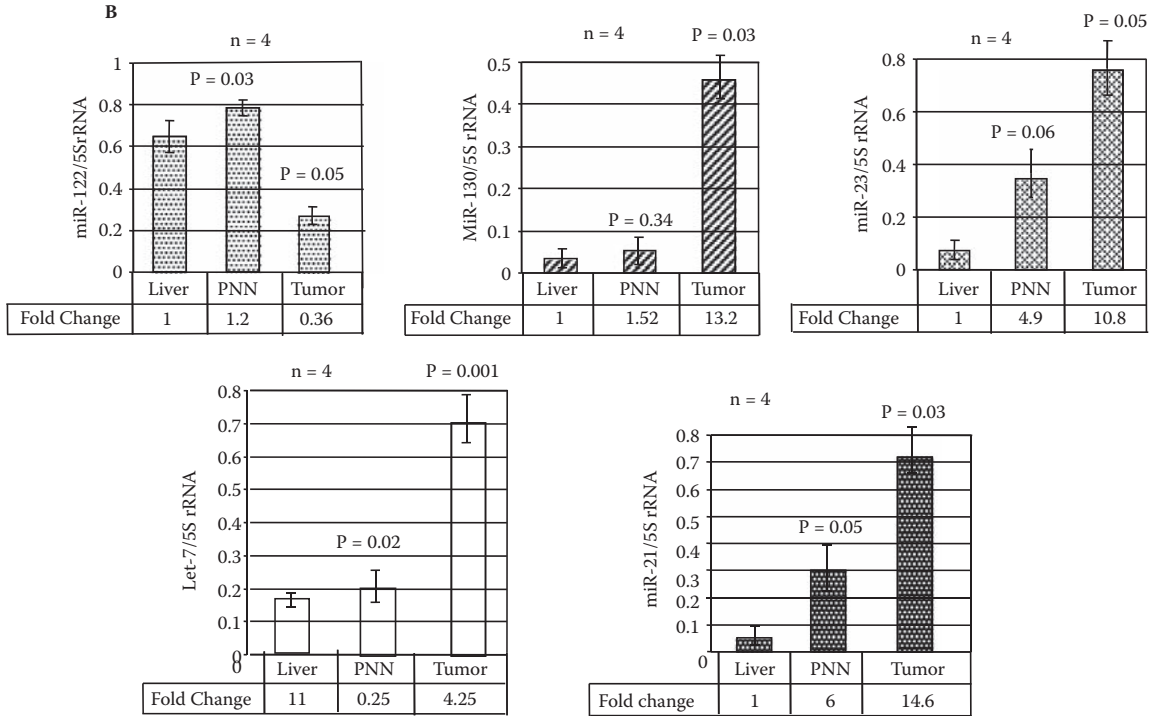 B
n = 4
P = 0.03
P = 0.05
miR-122/5SrRNA
1
0.8
0.6
0.4
0.2
0
Liver PNN Tumor
Fold Change 1 1.2 0.36
n = 4
P = 0.03
P = 0.34
MiR-130/5S rRNA
0.5
0.4
0.3
0.2
0.1
0
Liver PNN Tumor
Fold Change 1 1.52 13.2
P = 0.05
n = 4
P = 0.06
miR-23/5S rRNA
0.8
0.6
0.4
0.2
0
Liver PNN Tumor
Fold Change 1 4.9 10.8
n = 4
P = 0.001
P = 0.02
Let-7/5S rRNA
0.8
0.7
0.6
0.5
0.4
0.3
0.2
0.1
0
0
Liver PNN Tumor
Fold Change 11 0.25 4.25
n = 4
P = 0.03
P = 0.05
miR-21/5S rRNA
0.8
0.7
0.6
0.5
0.4
0.3
0.2
0.1
0
Liver PNN Tumor
Fold change 1 6 14.6